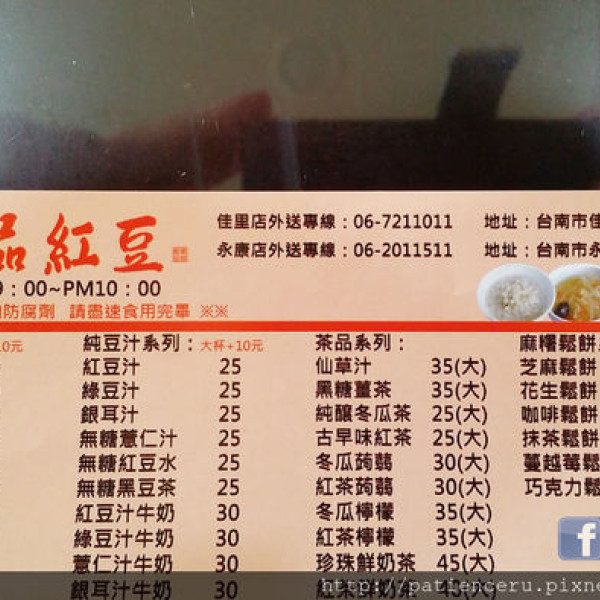 品紅豆
佳里店外送專線：06-7211011 地址：台南市佳
永康店外送專線：06-2011511 地址：台南市永
9：00~PM10：00
防腐劑 請盡速食用完畢 ※※
0元 純豆汁系列：大杯+10元 茶品系列： 麻糬鬆餅
紅豆汁 25 仙草汁 35(大) 芝麻鬆餅
綠豆汁 25 黑糖薑茶 35(大) 花生鬆餅
銀耳汁 25 純釀冬瓜茶 25(大) 咖啡鬆餅
無糖薏仁汁 25 古早味紅茶 25(大) 抹茶鬆餅
無糖紅豆水 25 冬瓜蒟蒻 30(大) 蔓越莓鬆
無糖黑豆茶 25 紅茶蒟蒻 30(大) 巧克力鬆
紅豆汁牛奶 30 冬瓜檸檬 35(大)
綠豆汁牛奶 30 紅茶檸檬 35(大)
薏仁汁牛奶 30 珍珠鮮奶茶 45(大)
銀耳汁牛奶 30 紅茶鮮奶茶
f
http://patienceru.pixne